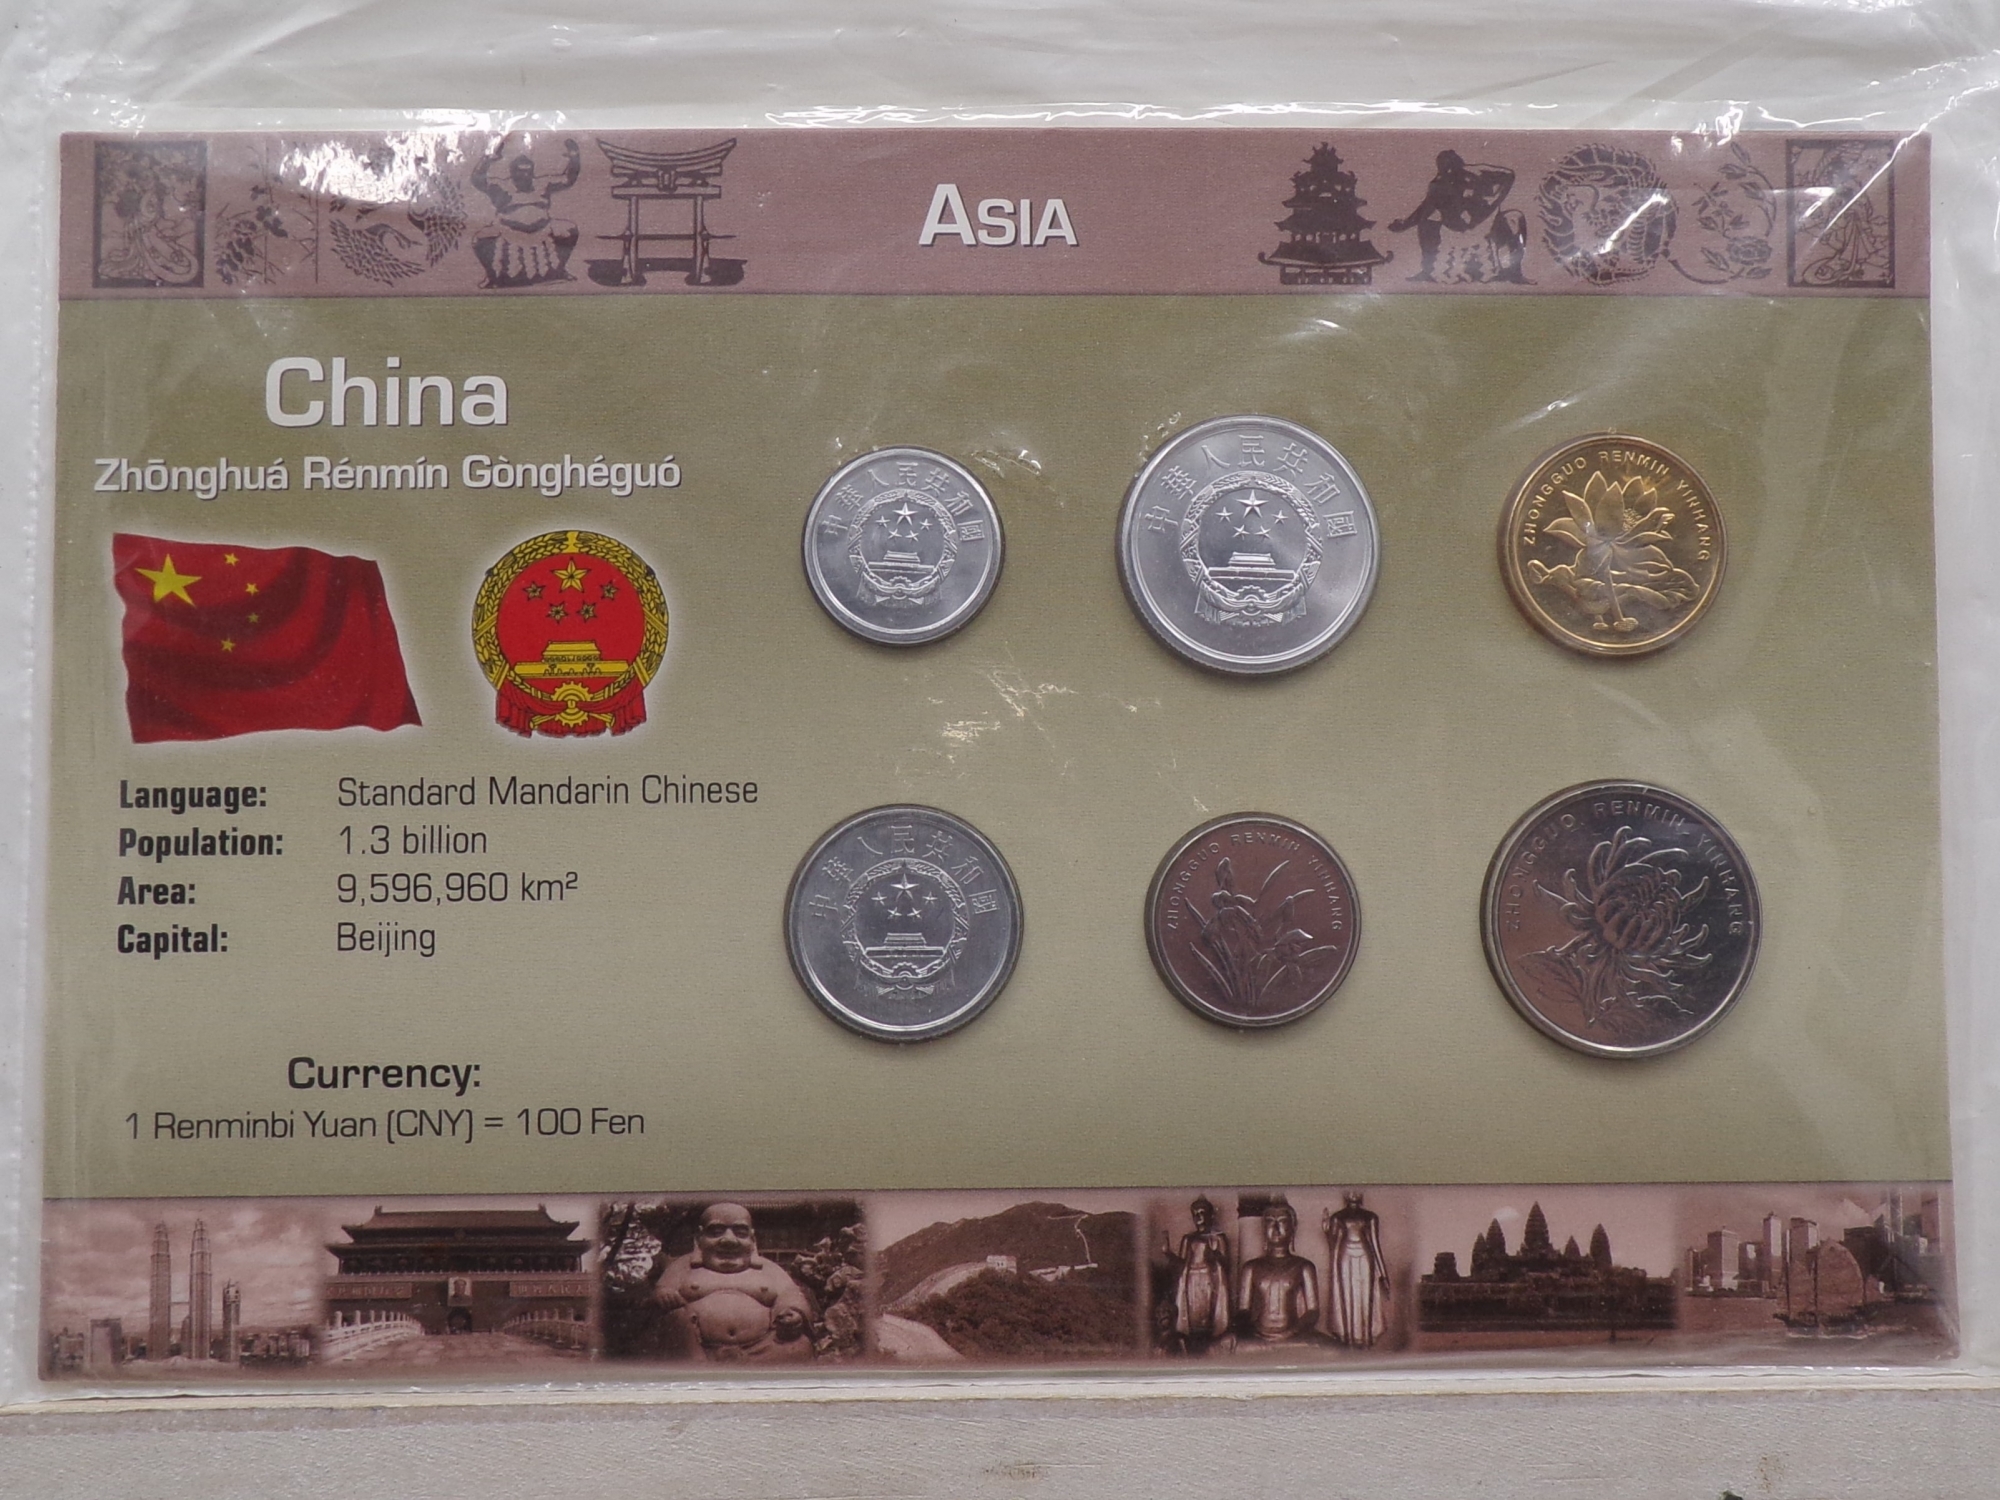 ASIA
China
Zhōnghuá Rénmín Gònghéguó
Language: Standard Mandarin Chinese
Population: 1.3 billion
Area: 9,596,960 km²
Capital: Beijing
Currency:
1 Renminbi Yuan (CNY) = 100 Fen
中華人民共和國
中華人民共和國
ZHONGGUO RENMIN YINHANG
中華人民共和國
ZHONGGUO RENMIN YINHANG
ZHONGGUO RENMIN YINHANG